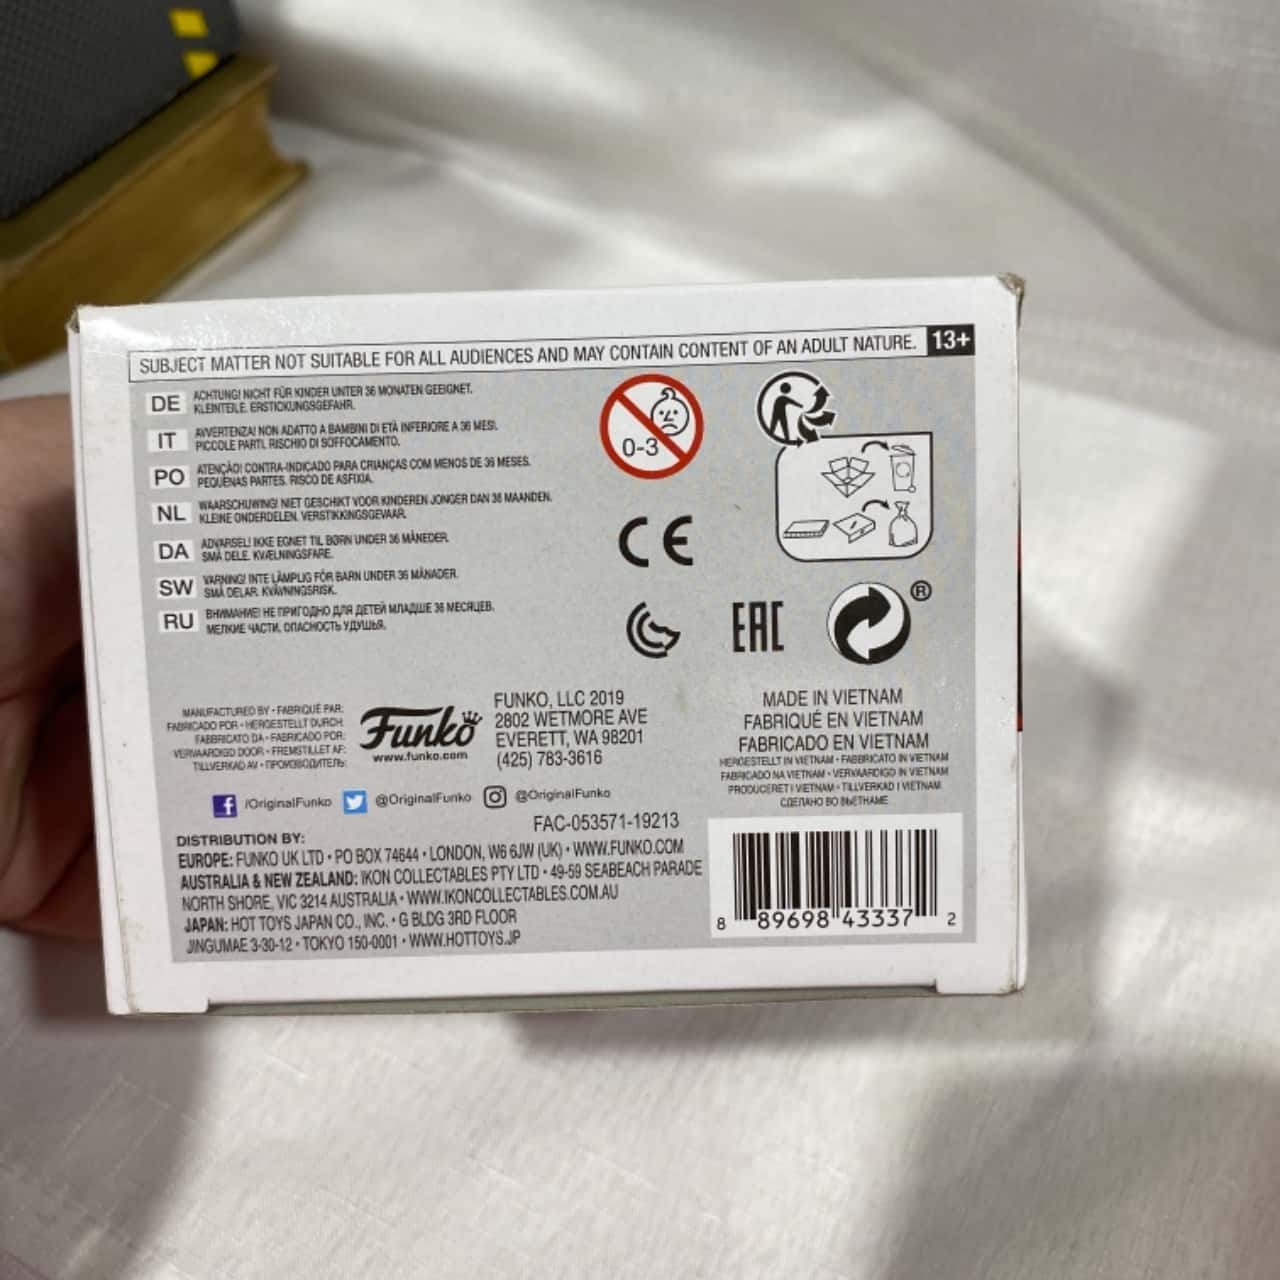 SUBJECT MATTER NOT SUITABLE FOR ALL AUDIENCES AND MAY CONTAIN CONTENT OF AN ADULT NATURE. 13+
DE ACHTUNG! NICHT FÜR KINDER UNTER 36 MONATEN GEEIGNET.
KLEINTEILE. ERSTICKUNGSGEFAHR.
IT AVVERTENZA! NON ADATTO A BAMBINI DI ETÀ INFERIORE A 36 MESI.
PICCOLE PARTI. RISCHIO DI SOFFOCAMENTO.
PO ATENÇÃO! CONTRA-INDICADO PARA CRIANÇAS COM MENOS DE 36 MESES.
PEQUENAS PARTES. RISCO DE ASFIXIA.
NL WAARSCHUWING! NIET GESCHIKT VOOR KINDEREN JONGER DAN 36 MAANDEN.
KLEINE ONDERDELEN. VERSTIKKINGSGEVAAR.
DA ADVARSEL! IKKE EGNET TIL BØRN UNDER 36 MÅNEDER.
SMÅ DELE. KVÆLNINGSFARE.
SW VARNING! INTE LÄMPLIG FÖR BARN UNDER 36 MÅNADER.
SMÅ DELAR. KVÄVNINGSRISK.
RU ВНИМАНИЕ! НЕ ПРИГОДНО ДЛЯ ДЕТЕЙ МЛАДШЕ 36 МЕСЯЦЕВ.
МЕЛКИЕ ЧАСТИ. ОПАСНОСТЬ УДУШЬЯ.
0-3
CE
EAC
®
MANUFACTURED BY • FABRIQUÉ PAR:
FABRICADO POR • HERGESTELLT DURCH:
FABBRICATO DA • FABRICADO POR:
VERVAARDIGD DOOR • FREMSTILLET AF:
TILLVERKAD AV • ПРОИЗВОДИТЕЛЬ:
Funko
www.funko.com
FUNKO, LLC 2019
2802 WETMORE AVE
EVERETT, WA 98201
(425) 783-3616
MADE IN VIETNAM
FABRIQUÉ EN VIETNAM
FABRICADO EN VIETNAM
HERGESTELLT IN VIETNAM • FABBRICATO IN VIETNAM
FABRICADO NA VIETNAM • VERVAARDIGD IN VIETNAM
PRODUCERET I VIETNAM • TILLVERKAD I VIETNAM
СДЕЛАНО ВО ВЬЕТНАМЕ
f /OriginalFunko @OriginalFunko @OriginalFunko
FAC-053571-19213
DISTRIBUTION BY:
EUROPE: FUNKO UK LTD • PO BOX 74644 • LONDON, W6 6JW (UK) • WWW.FUNKO.COM
AUSTRALIA & NEW ZEALAND: IKON COLLECTABLES PTY LTD • 49-59 SEABEACH PARADE
NORTH SHORE, VIC 3214 AUSTRALIA • WWW.IKONCOLLECTABLES.COM.AU
JAPAN: HOT TOYS JAPAN CO., INC. • G BLDG 3RD FLOOR
JINGUMAE 3-30-12 • TOKYO 150-0001 • WWW.HOTTOYS.JP
8 89698 43337 2